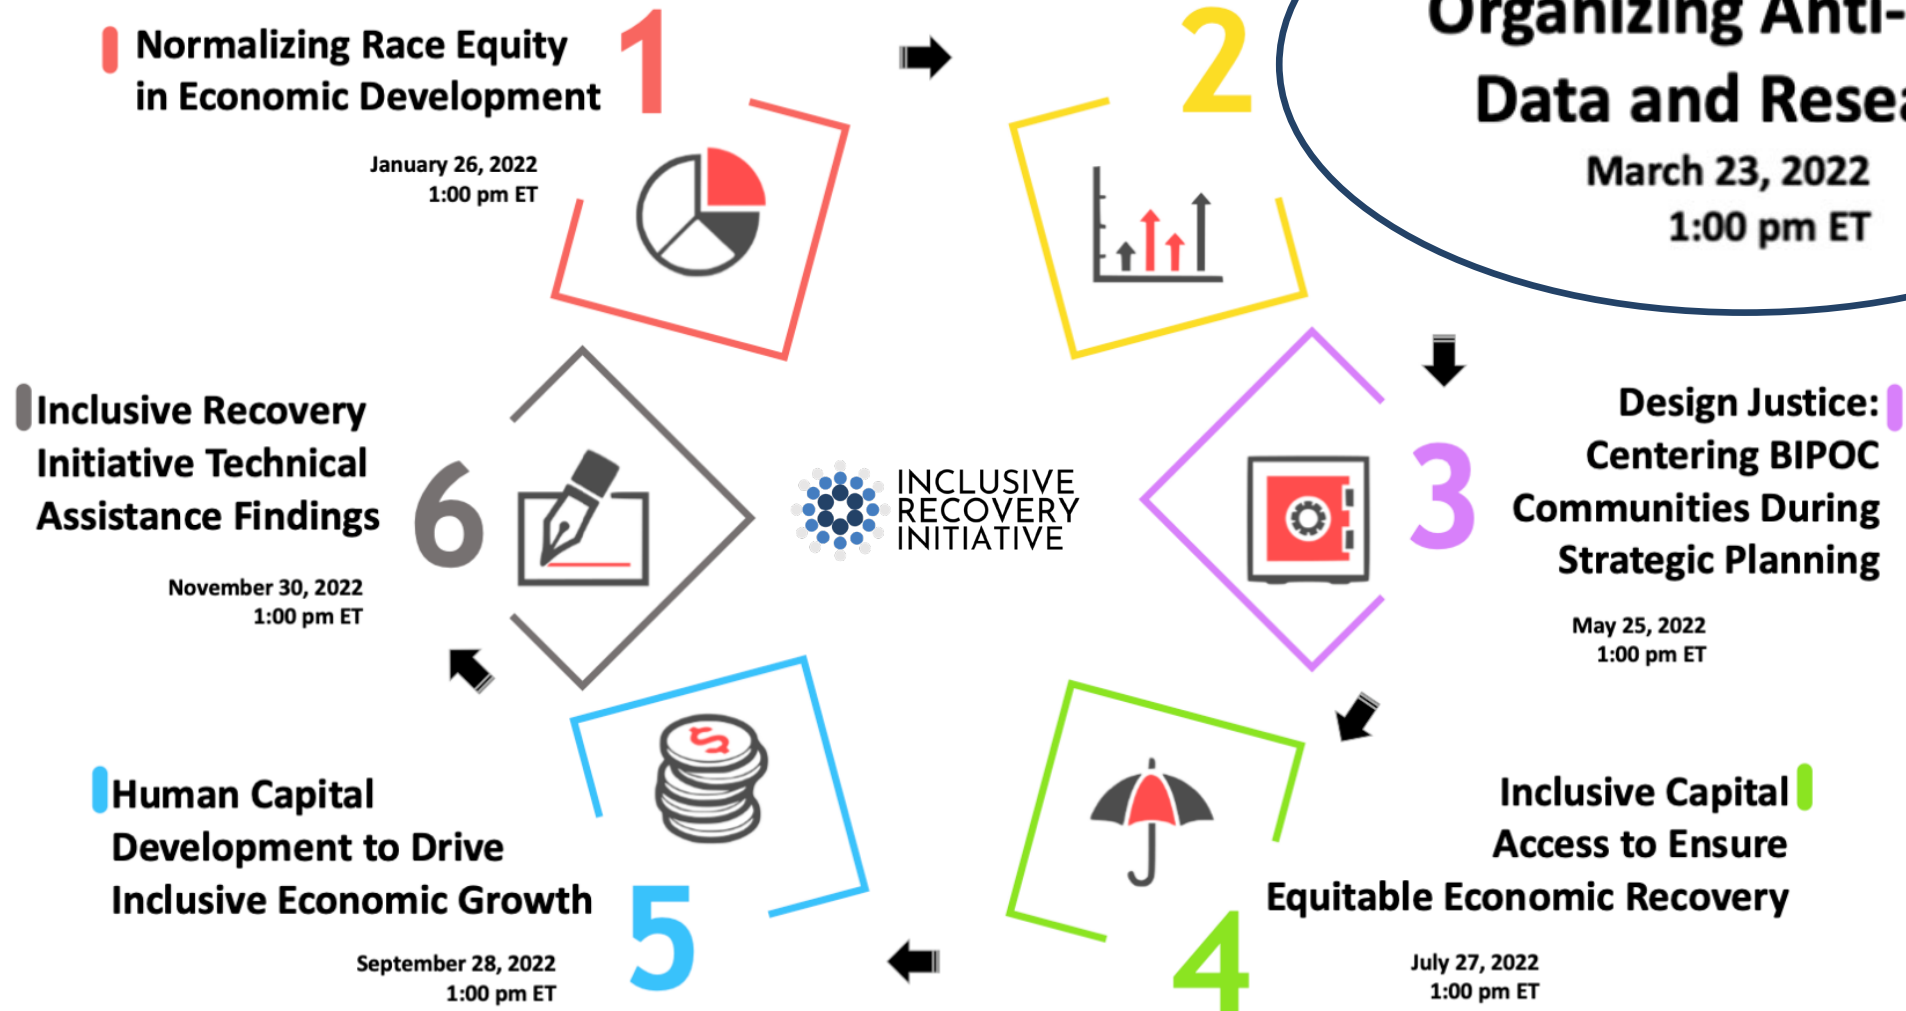 Normalizing Race Equity
in Economic Development
January 26, 2022
1:00 pm ET
1
2
Organizing Anti-
Data and
March 23, 2022
1:00 pm ET
3
Design Justice:
Centering BIPOC
Communities During
Strategic Planning
May 25, 2022
1:00 pm ET
4
Inclusive Capital
Access to Ensure
Equitable Economic Recovery
July 27, 2022
1:00 pm ET
5
Human Capital
Development to Drive
Inclusive Economic Growth
September 28, 2022
1:00 pm ET
$
6
Inclusive Recovery
Initiative Technical
Assistance Findings
November 30, 2022
1:00 pm ET
INCLUSIVE
RECOVERY
INITIATIVE